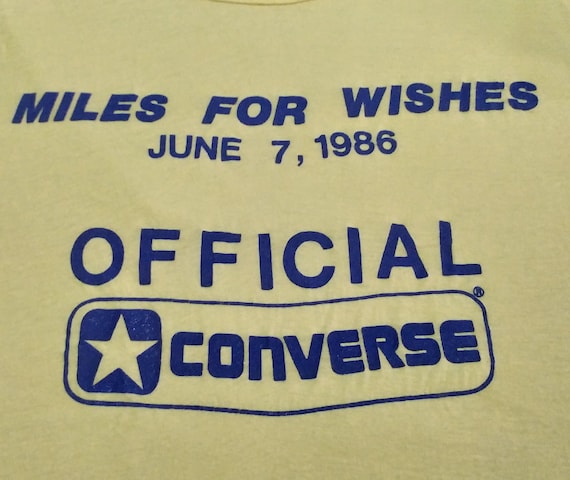 MILES FOR WISHES
JUNE 7, 1986
OFFICIAL
CONVERSE®